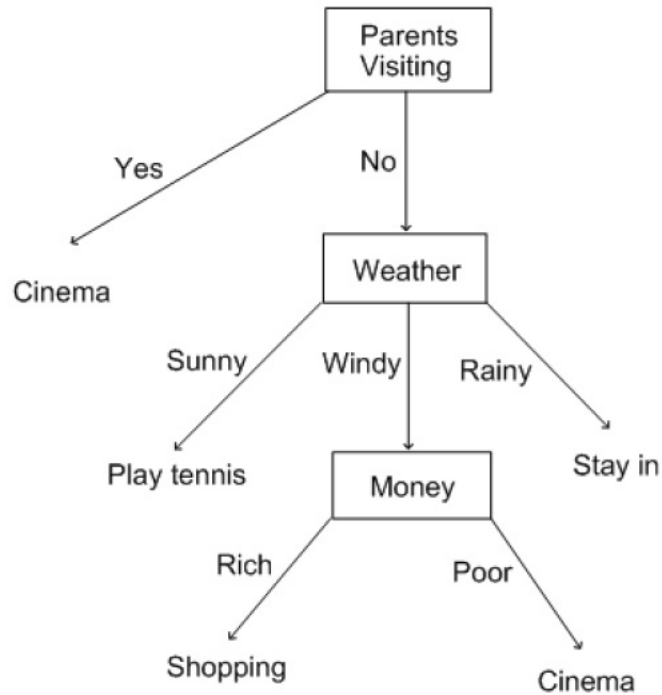 Parents
Visiting
Yes
No
Cinema
Weather
Sunny
Windy
Rainy
Play tennis
Money
Stay in
Rich
Poor
Shopping
Cinema